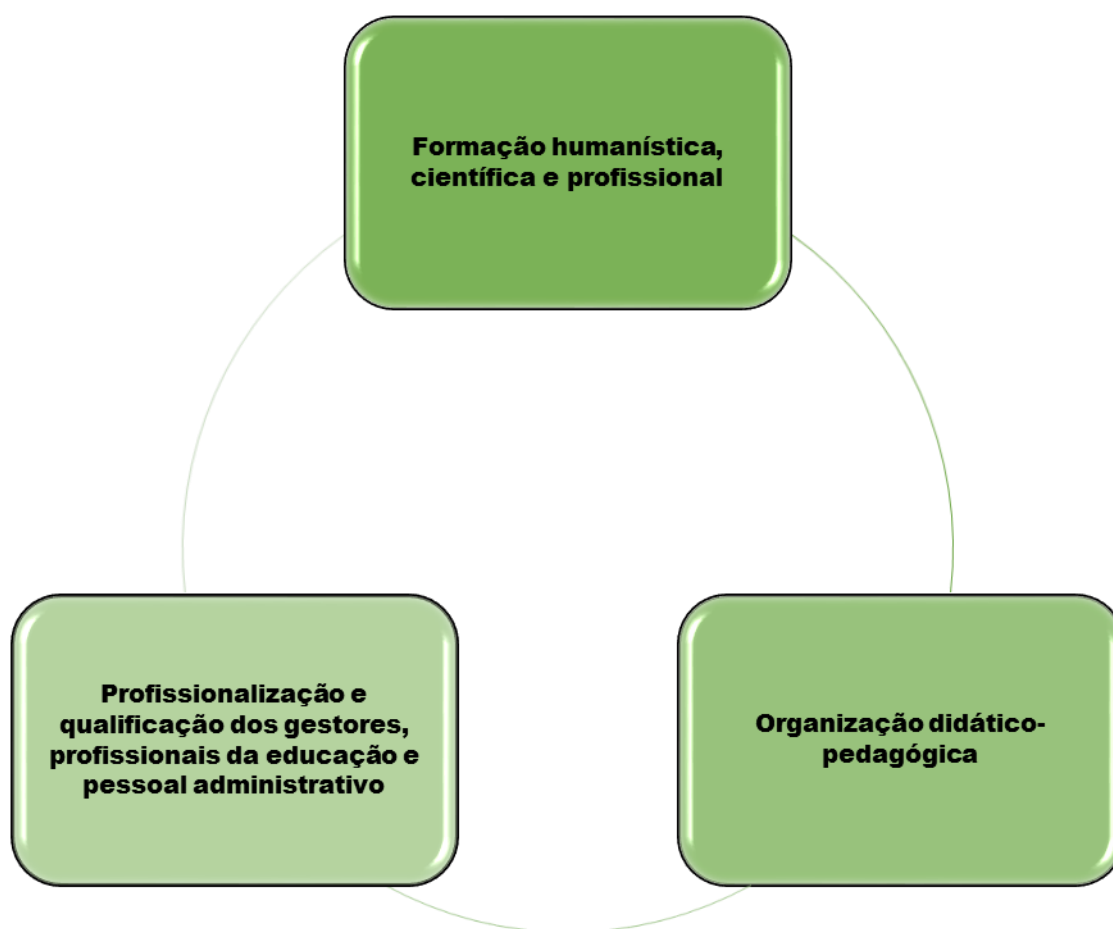 Formação humanística,
científica e profissional
Profissionalização e
qualificação dos gestores,
profissionais da educação e
pessoal administrativo
Organização didático-
pedagógica